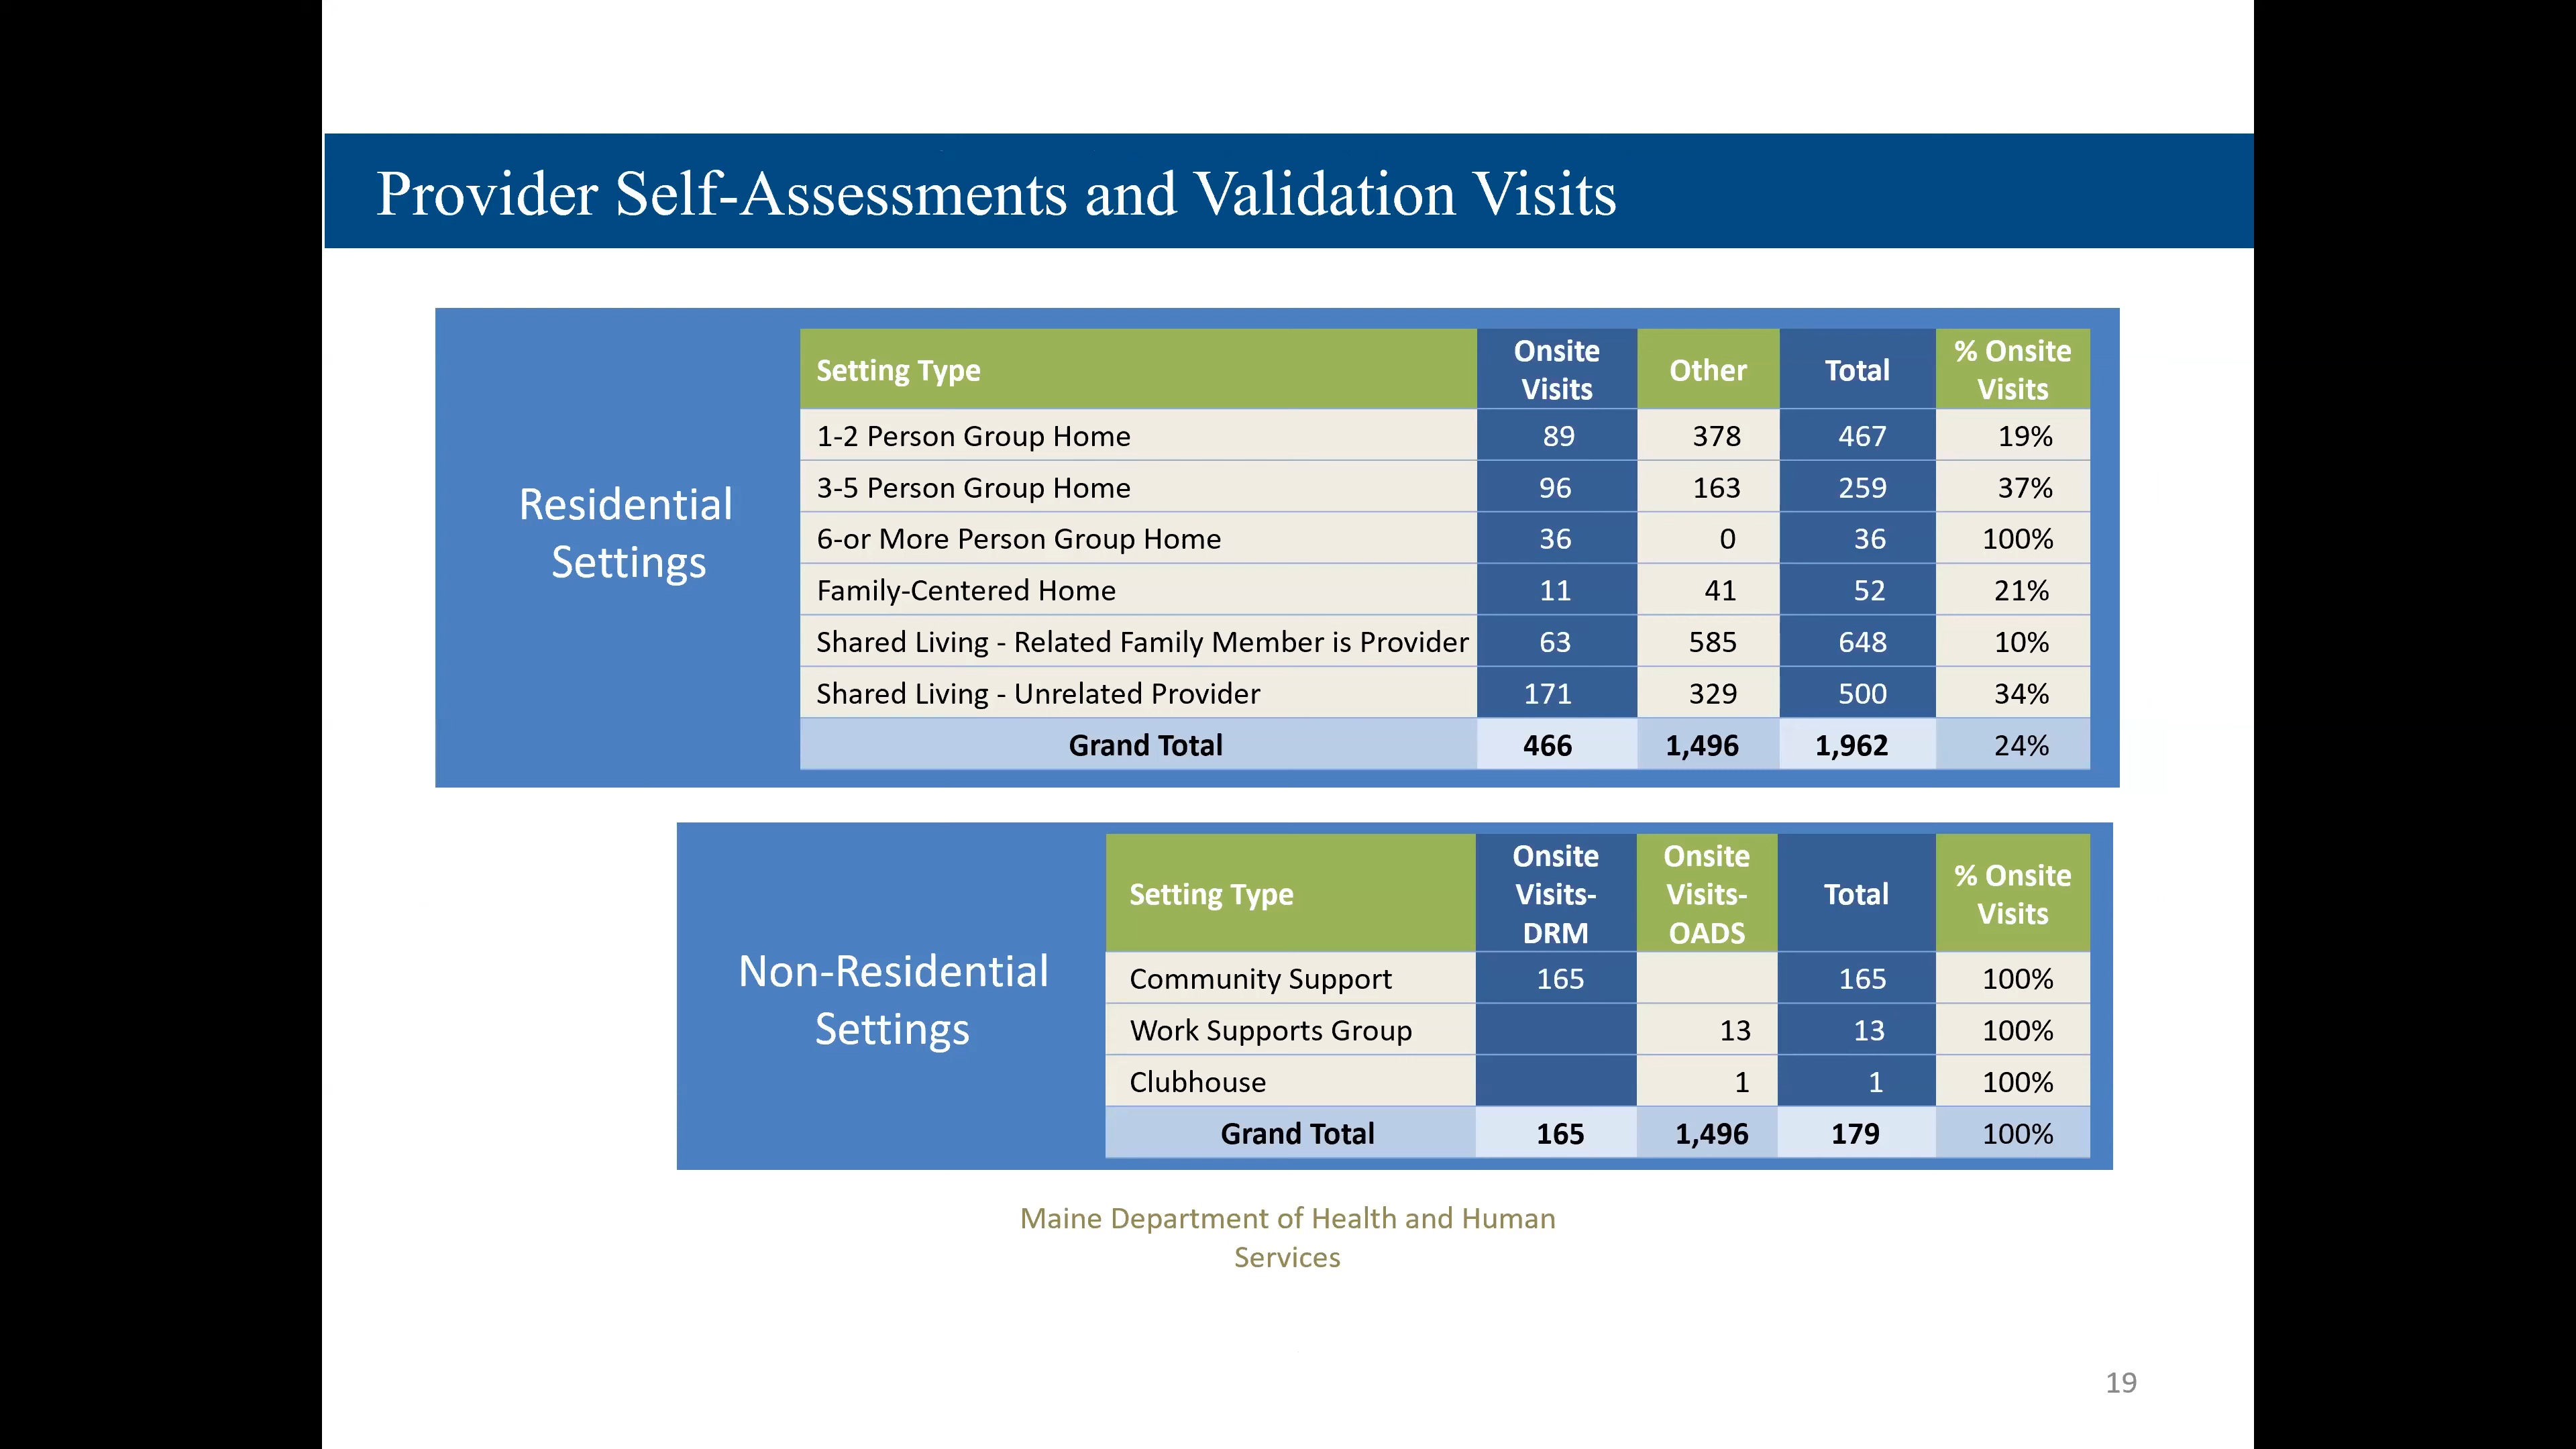 Provider Self-Assessments and Validation Visits
Residential
Settings
Setting Type Onsite Visits Other Total % Onsite Visits
1-2 Person Group Home 89 378 467 19%
3-5 Person Group Home 96 163 259 37%
6-or More Person Group Home 36 0 36 100%
Family-Centered Home 11 41 52 21%
Shared Living - Related Family Member is Provider 63 585 648 10%
Shared Living - Unrelated Provider 171 329 500 34%
Grand Total 466 1,496 1,962 24%
Non-Residential
Settings
Setting Type Onsite Visits- DRM Onsite Visits- OADS Total % Onsite Visits
Community Support 165 165 100%
Work Supports Group 13 13 100%
Clubhouse 1 1 100%
Grand Total 165 1,496 179 100%
Maine Department of Health and Human
Services
19